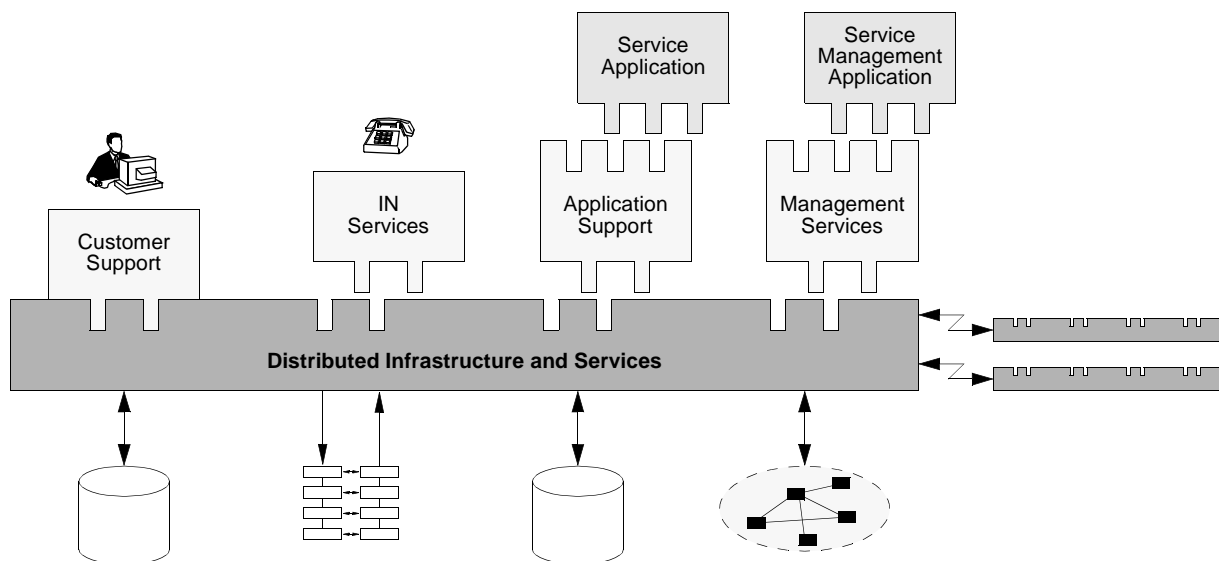 Service
Application
Service
Management
Application
IN
Services
Application
Support
Management
Services
Customer
Support
Distributed Infrastructure and Services